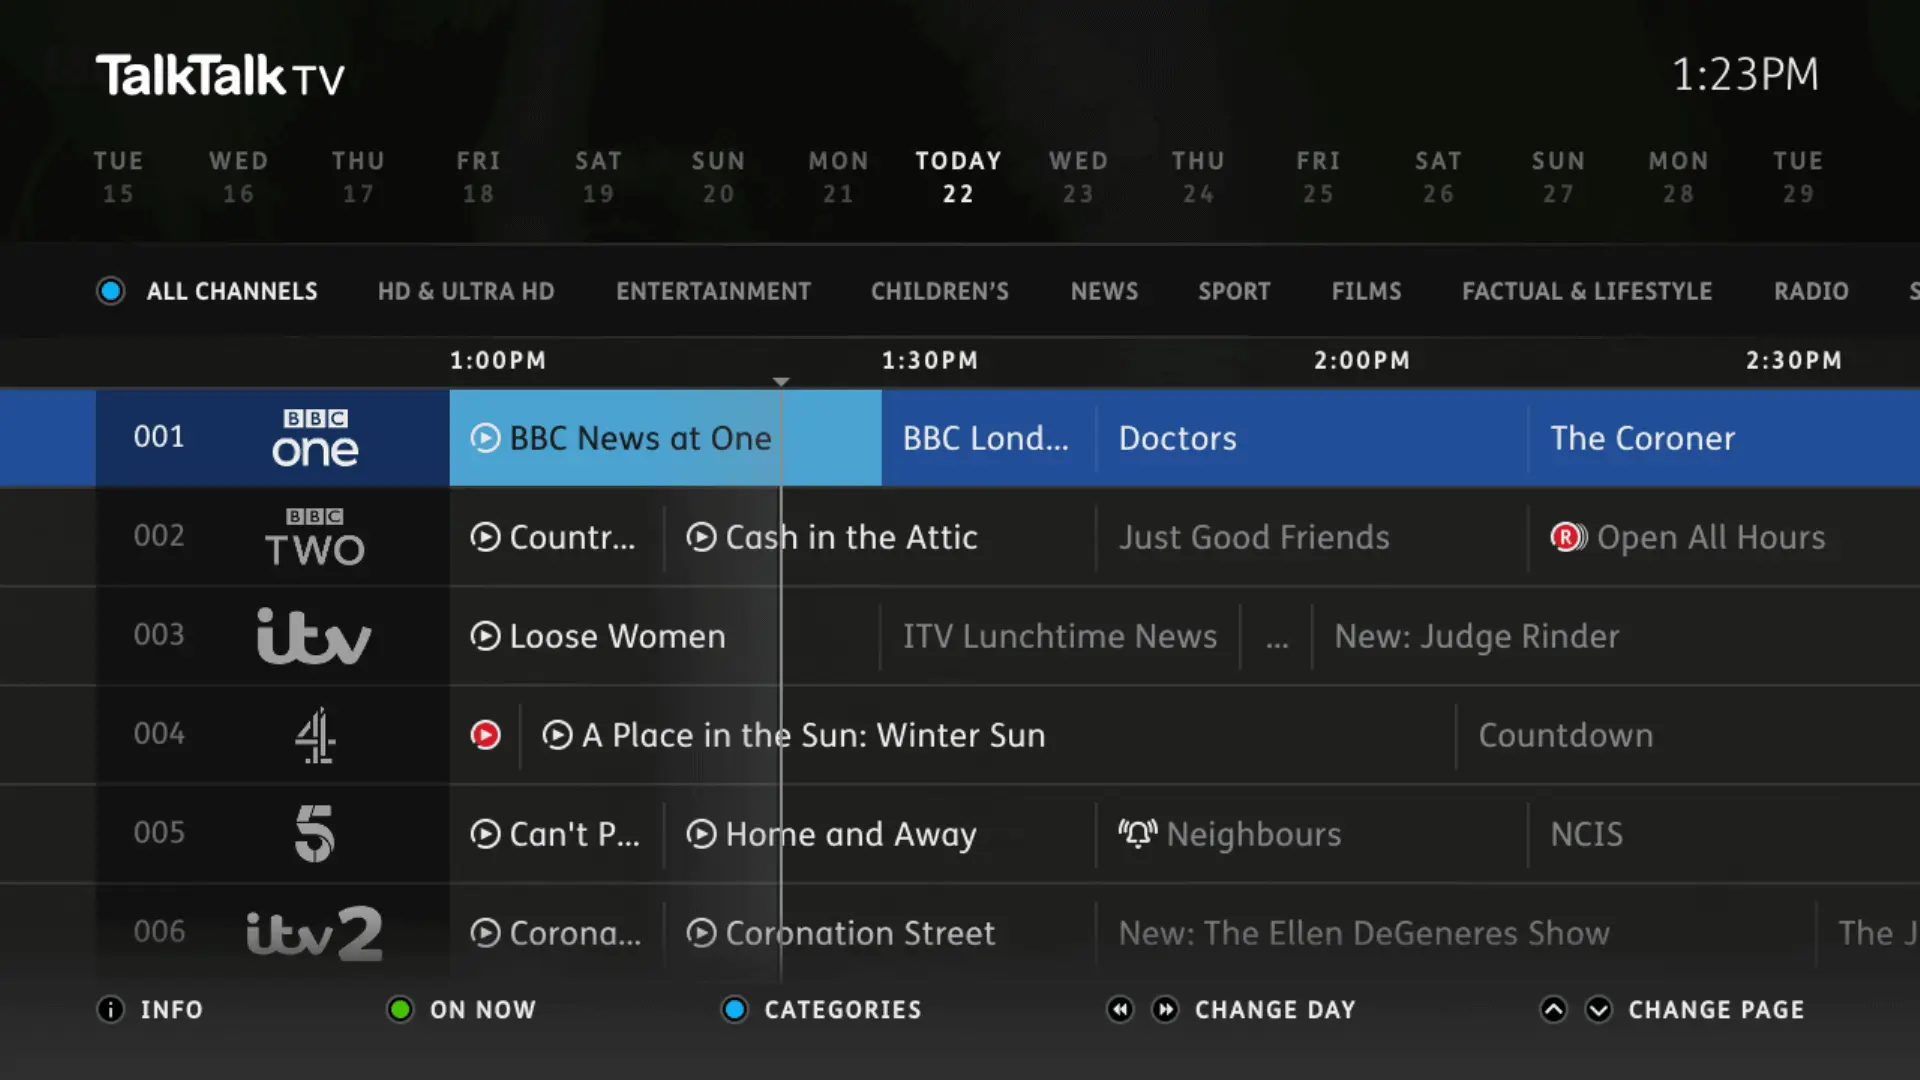 TalkTalk TV 1:23PM
TUE WED THU FRI SAT SUN MON TODAY WED THU FRI SAT SUN MON TUE
15 16 17 18 19 20 21 22 23 24 25 26 27 28 29
ALL CHANNELS HD & ULTRA HD ENTERTAINMENT CHILDREN'S NEWS SPORT FILMS FACTUAL & LIFESTYLE RADIO S
1:00PM 1:30PM 2:00PM 2:30PM
001 BBC one BBC News at One BBC Lond... Doctors The Coroner
002 BBC TWO Countr... Cash in the Attic Just Good Friends R Open All Hours
003 itv Loose Women ITV Lunchtime News ... New: Judge Rinder
004 4 A Place in the Sun: Winter Sun Countdown
005 5 Can't P... Home and Away Neighbours NCIS
006 itv2 Corona... Coronation Street New: The Ellen DeGeneres Show The J
i INFO ON NOW CATEGORIES CHANGE DAY CHANGE PAGE